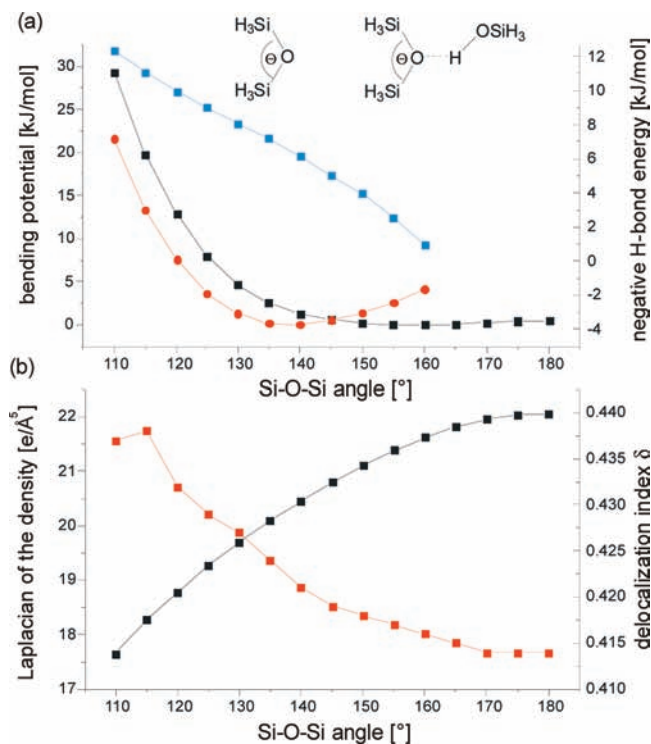 (a)
H₃Si
H₃Si
Θ
O
H₃Si
H₃Si
Θ
O
H
OSiH₃
bending potential [kJ/mol]
30
25
20
15
10
5
0
negative H-bond energy [kJ/mol]
12
10
8
6
4
2
0
-2
-4
110 120 130 140 150 160 170 180
Si-O-Si angle [°]
(b)
Laplacian of the density [e/Å⁵]
22
21
20
19
18
17
delocalization index δ
0.440
0.435
0.430
0.425
0.420
0.415
0.410
110 120 130 140 150 160 170 180
Si-O-Si angle [°]